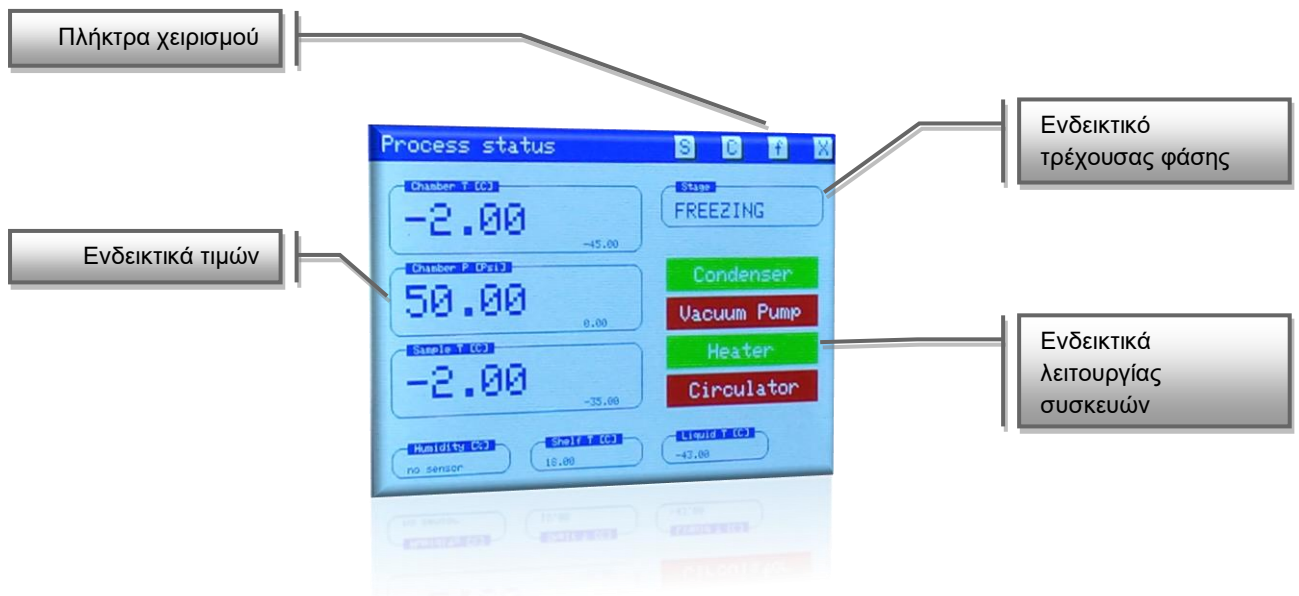 Πλήκτρα χειρισμού
Ενδεικτικό
τρέχουσας φάσης
Ενδεικτικά τιμών
Ενδεικτικά
λειτουργίας
συσκευών
Process status
S C f X
Chamber T [C]
-2.00
-45.00
Stage
FREEZING
Chamber P [Psi]
50.00
0.00
Condenser
Vacuum Pump
Heater
Circulator
Sample T [C]
-2.00
-35.00
Humidity [%]
no sensor
Shelf T [C]
16.00
Liquid T [C]
-43.00